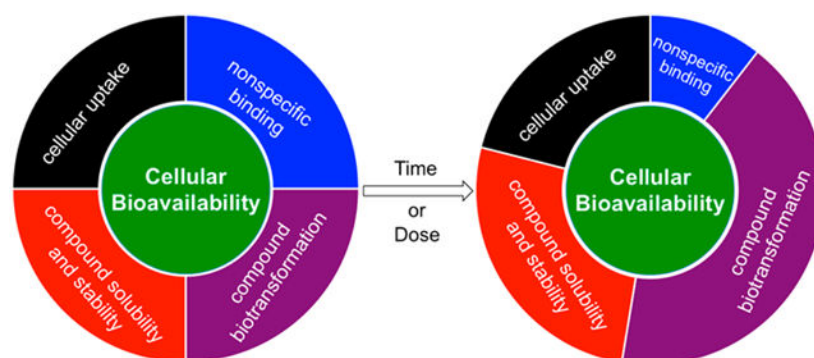 cellular uptake
nonspecific
binding
Cellular
Bioavailability
compound solubility
and stability
compound
biotransformation
Time
or
Dose
cellular uptake
nonspecific
binding
Cellular
Bioavailability
compound solubility
and stability
compound
biotransformation